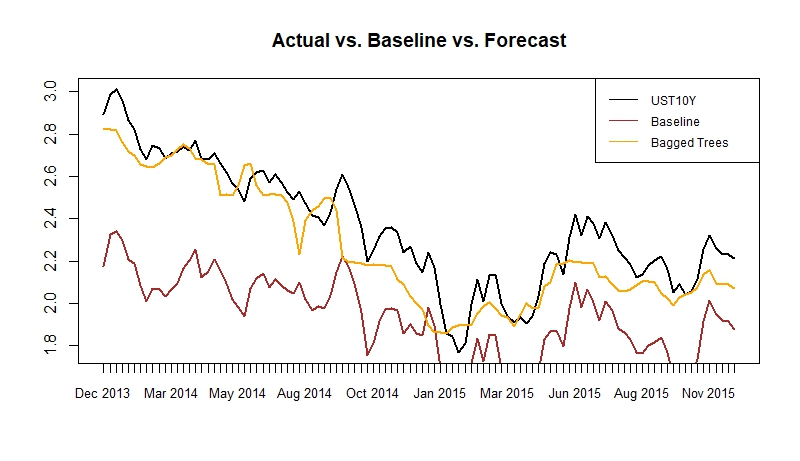 Actual vs. Baseline vs. Forecast
UST10Y
Baseline
Bagged Trees
3.0
2.8
2.6
2.4
2.2
2.0
1.8
Dec 2013 Mar 2014 May 2014 Aug 2014 Oct 2014 Jan 2015 Mar 2015 Jun 2015 Aug 2015 Nov 2015